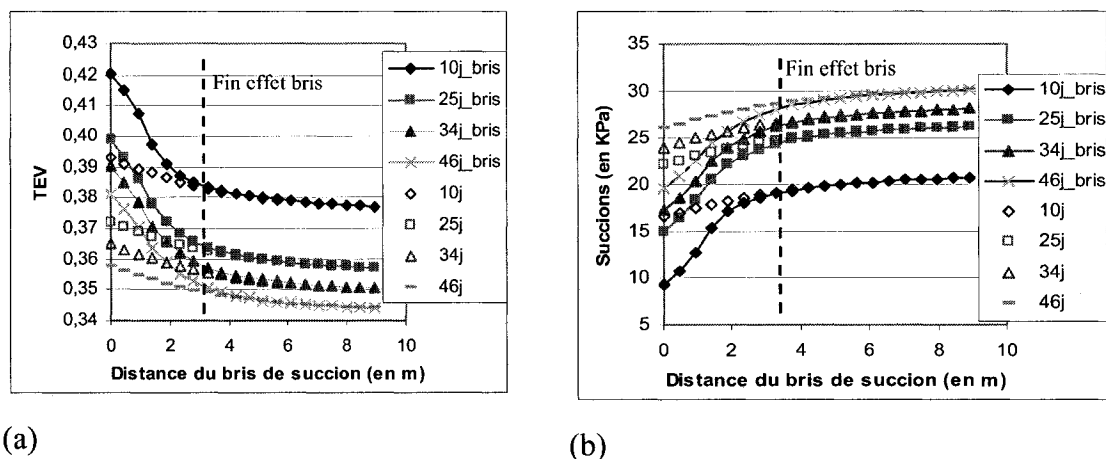 0,43
0,42
0,41
0,40
0,39
0,38
0,37
0,36
0,35
0,34
TEV
0 2 4 6 8 10
Distance du bris de succion (en m)
Fin effet bris
10j_bris
25j_bris
34j_bris
46j_bris
10j
25j
34j
46j
(a)
35
30
25
20
15
10
5
Succions (en KPa)
0 2 4 6 8 10
Distance du bris de succion (en m)
Fin effet bris
10j_bris
25j_bris
34j_bris
46j_bris
10j
25j
34j
46j
(b)